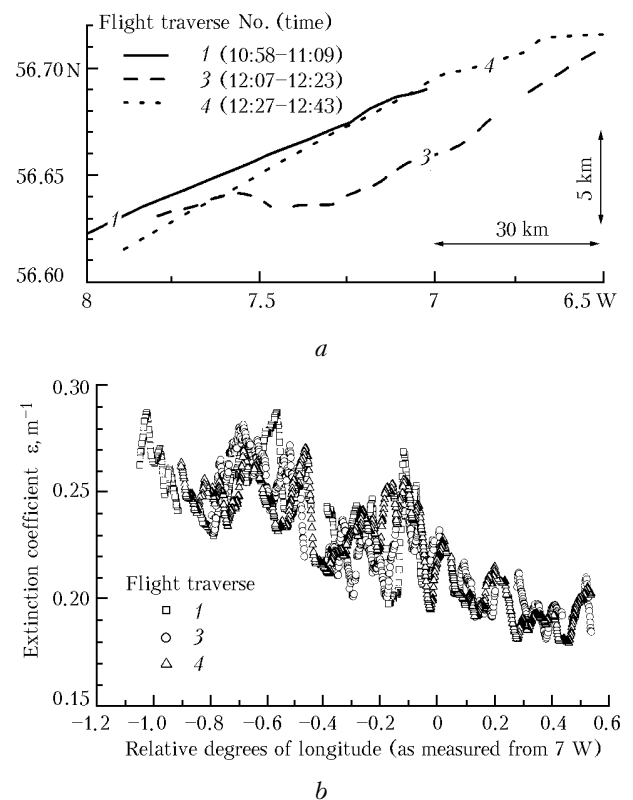 Flight traverse No. (time)
1 (10:58–11:09)
3 (12:07–12:23)
4 (12:27–12:43)
56.70 N
56.65
56.60
4
3
1
5 km
30 km
8 7.5 7 6.5 W
a
0.30
0.25
0.20
0.15
Extinction coefficient ε, m⁻¹
Flight traverse
1
3
4
−1.2 −1.0 −0.8 −0.6 −0.4 −0.2 0 0.2 0.4 0.6
Relative degrees of longitude (as measured from 7 W)
b